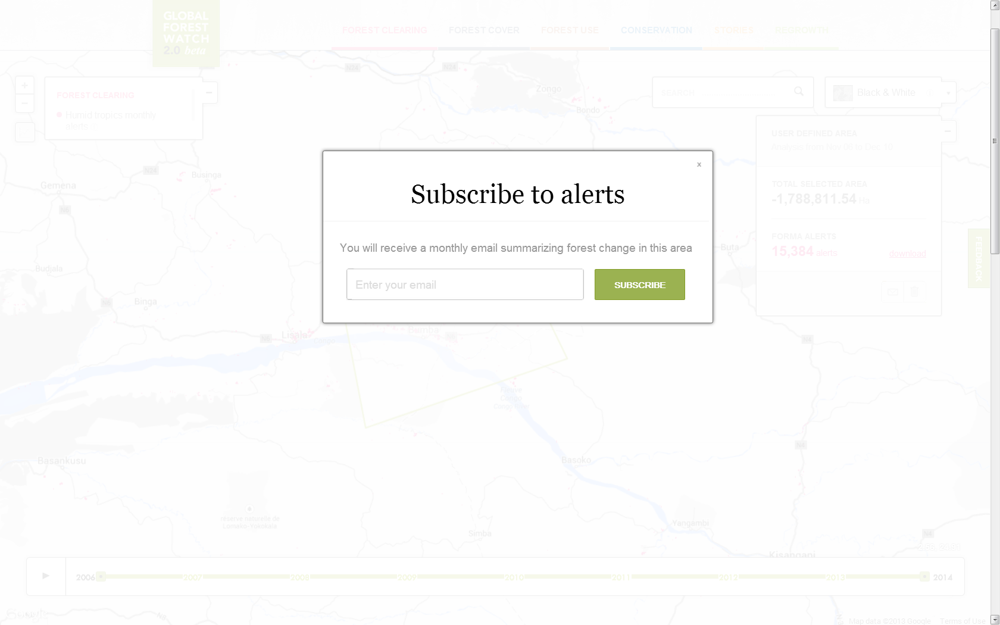 GLOBAL
FOREST
WATCH
2.0 beta
FOREST CLEARING
FOREST COVER
FOREST USE
CONSERVATION
STORIES
REGROWTH
+
−
FOREST CLEARING
Humid tropics monthly
alerts
SEARCH
Black & White
USER DEFINED AREA
Analysis from Nov 06 to Dec 10
TOTAL SELECTED AREA
-1,788,811.54 Ha
FORMA ALERTS
15,384 alerts
download
FEEDBACK
x
Subscribe to alerts
You will receive a monthly email summarizing forest change in this area
Enter your email
SUBSCRIBE
N24
N24
Zongo
Bondo
N24
Businga
Gemena
N6
Buta
Budjala
N6
Binga
N6
Lisala
Congo
Bumba
N6
N4
Congo
Congo River
N4
Basankusu
Basoko
réserve naturelle de
Lomako-Yokokala
Simba
Yangambi
N4
Kisangani
2006
2007
2008
2009
2010
2011
2012
2013
2014
Google
N8
Map data ©2013 Google
Terms of Use